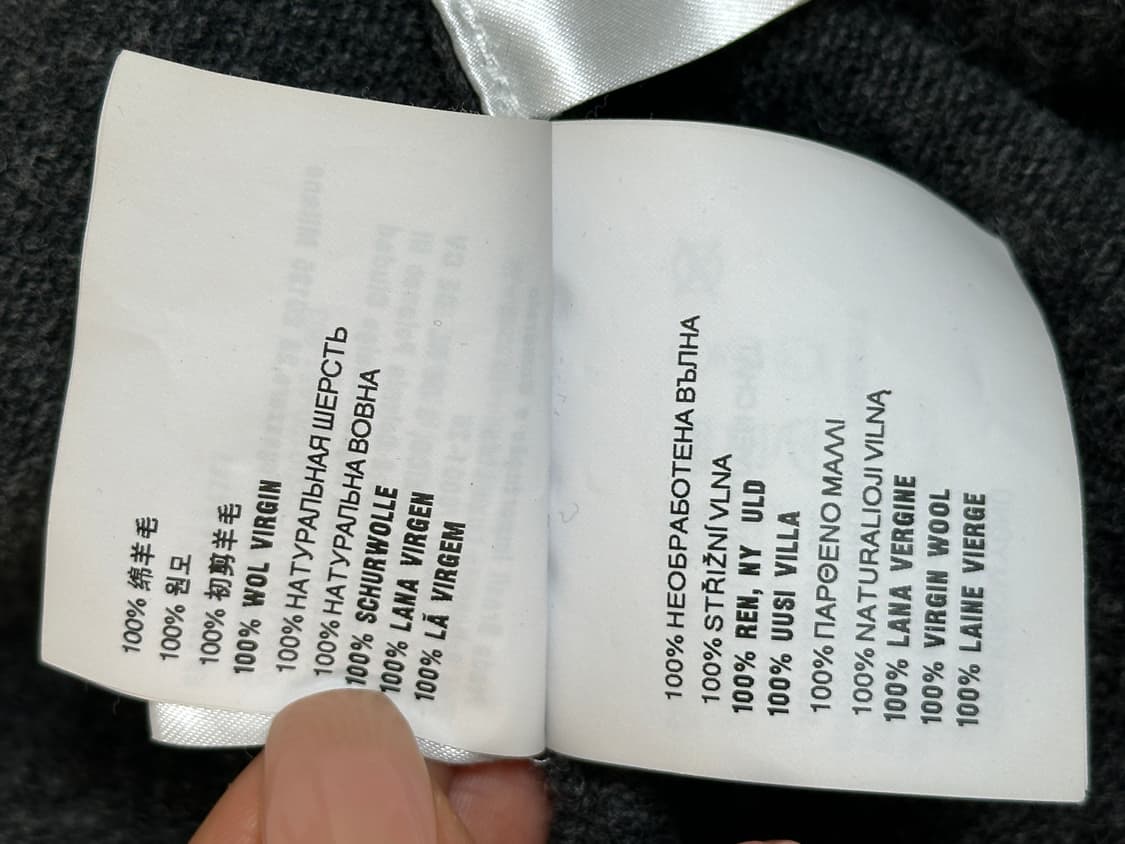 100% 绵羊毛
100% 원모
100% 初剪羊毛
100% WOL VIRGIN
100% НАТУРАЛЬНАЯ ШЕРСТЬ
100% НАТУРАЛЬНА ВОВНА
100% SCHURWOLLE
100% LANA VIRGEN
100% LÃ VIRGEM
100% НЕОБРАБОТЕНА ВЪЛНА
100% STŘIŽNÍ VLNA
100% REN, NY ULD
100% UUSI VILLA
100% ΠΑΡΘΕΝΟ ΜΑΛΛΙ
100% NATURALIOJI VILNĄ
100% LANA VERGINE
100% VIRGIN WOOL
100% LAINE VIERGE